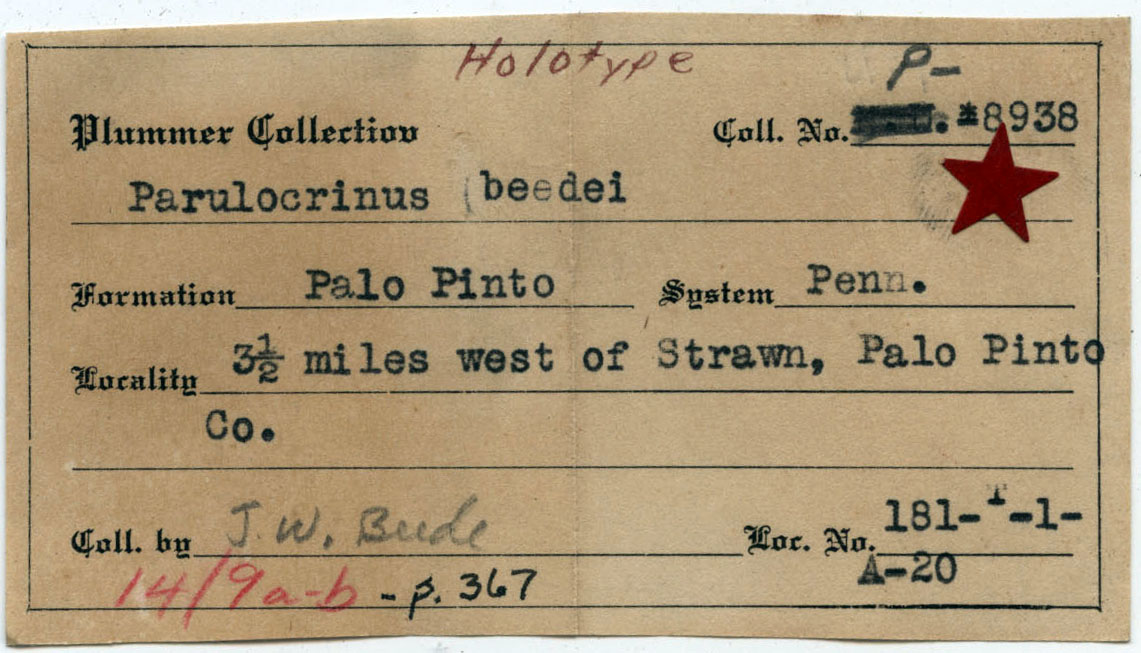 Holotype
P-
Plummer Collection Coll. No. *8938
Parulocrinus beedei
Formation Palo Pinto System Penn.
Locality 3½ miles west of Strawn, Palo Pinto
Co.
Coll. by J. W. Beede Loc. No. 181-T-1-
A-20
14/9a-b - p. 367